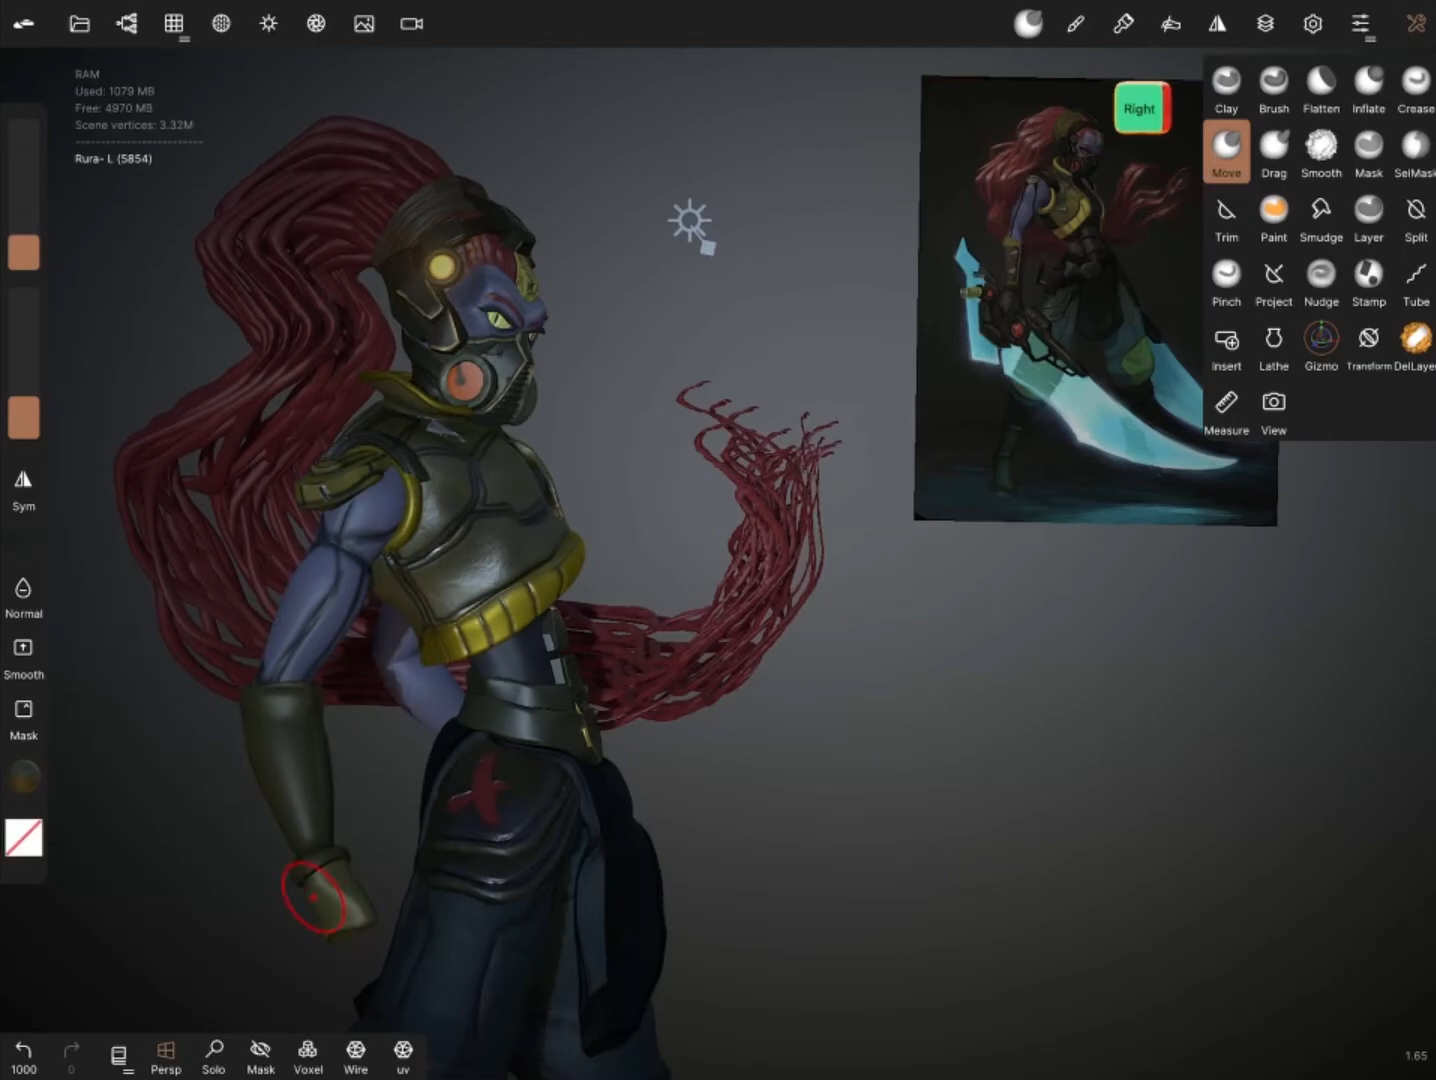 RAM
Used: 1079 MB
Free: 4970 MB
Scene vertices: 3.32M
Rura- L (5854)
Right
Clay Brush Flatten Inflate Crease
Move Drag Smooth Mask SelMask
Trim Paint Smudge Layer Split
Pinch Project Nudge Stamp Tube
Insert Lathe Gizmo Transform DelLayer
Measure View
Sym
Normal
Smooth
Mask
1000 0 Persp Solo Mask Voxel Wire uv
1.65